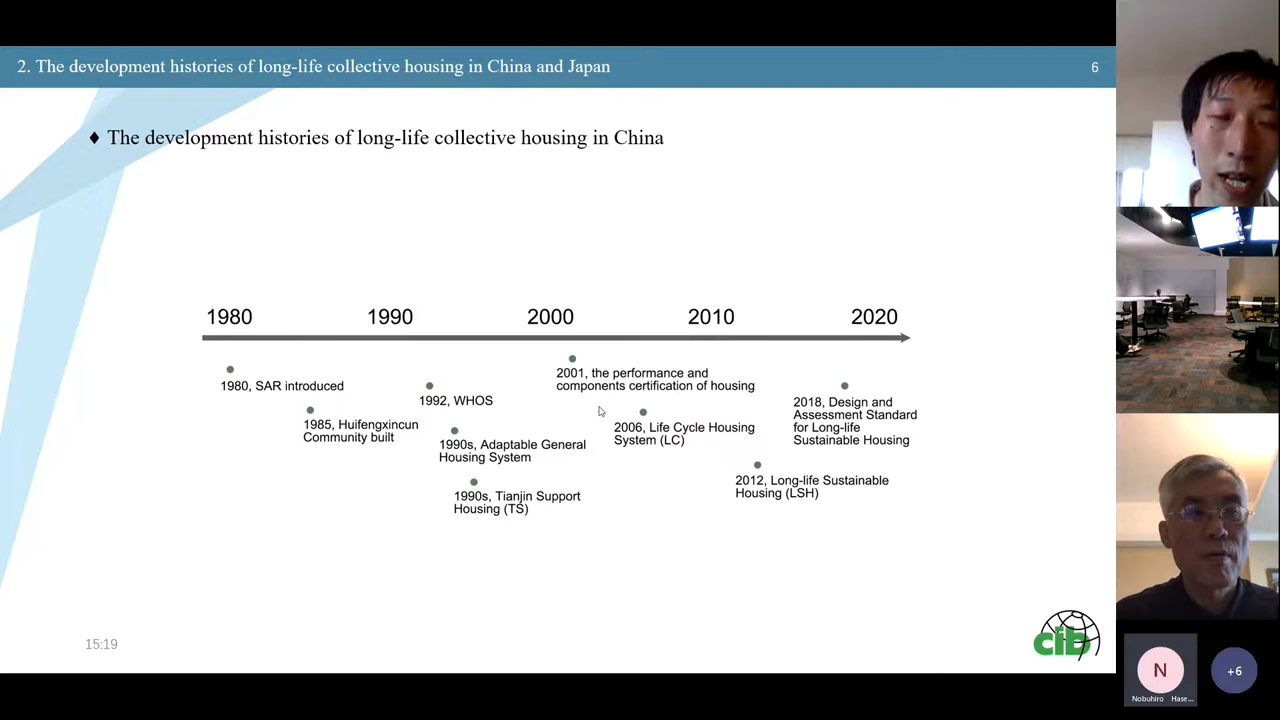 2. The development histories of long-life collective housing in China and Japan
6
♦ The development histories of long-life collective housing in China
1980 1990 2000 2010 2020
1980, SAR introduced
1985, Huifengxincun
Community built
1992, WHOS
1990s, Adaptable General
Housing System
1990s, Tianjin Support
Housing (TS)
2001, the performance and
components certification of housing
2006, Life Cycle Housing
System (LC)
2012, Long-life Sustainable
Housing (LSH)
2018, Design and
Assessment Standard
for Long-life
Sustainable Housing
15:19
cib
N
Nobuhiro Hase...
+6